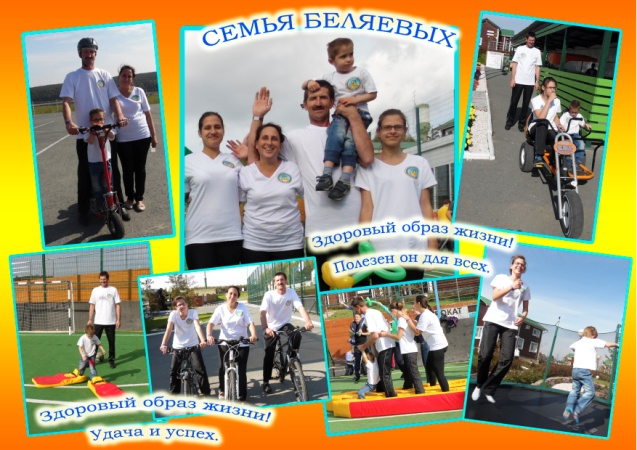 СЕМЬЯ БЕЛЯЕВЫХ
Здоровый образ жизни!
Полезен он для всех.
Здоровый образ жизни!
Удача и успех.